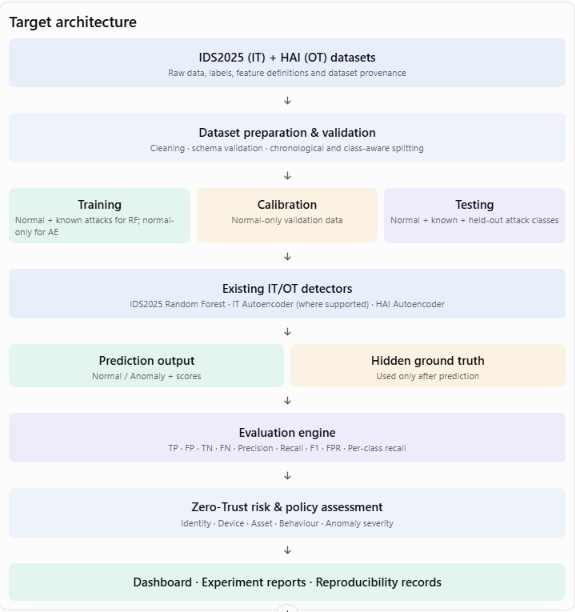 Target architecture
IDS2025 (IT) + HAI (OT) datasets
Raw data, labels, feature definitions and dataset provenance
↓
Dataset preparation & validation
Cleaning · schema validation · chronological and class-aware splitting
↓
Training
Normal + known attacks for RF; normal-
only for AE
Calibration
Normal-only validation data
Testing
Normal + known + held-out attack classes
↓
Existing IT/OT detectors
IDS2025 Random Forest · IT Autoencoder (where supported) · HAI Autoencoder
↓
Prediction output
Normal / Anomaly + scores
Hidden ground truth
Used only after prediction
↓
Evaluation engine
TP · FP · TN · FN · Precision · Recall · F1 · FPR · Per-class recall
↓
Zero-Trust risk & policy assessment
Identity · Device · Asset · Behaviour · Anomaly severity
↓
Dashboard · Experiment reports · Reproducibility records